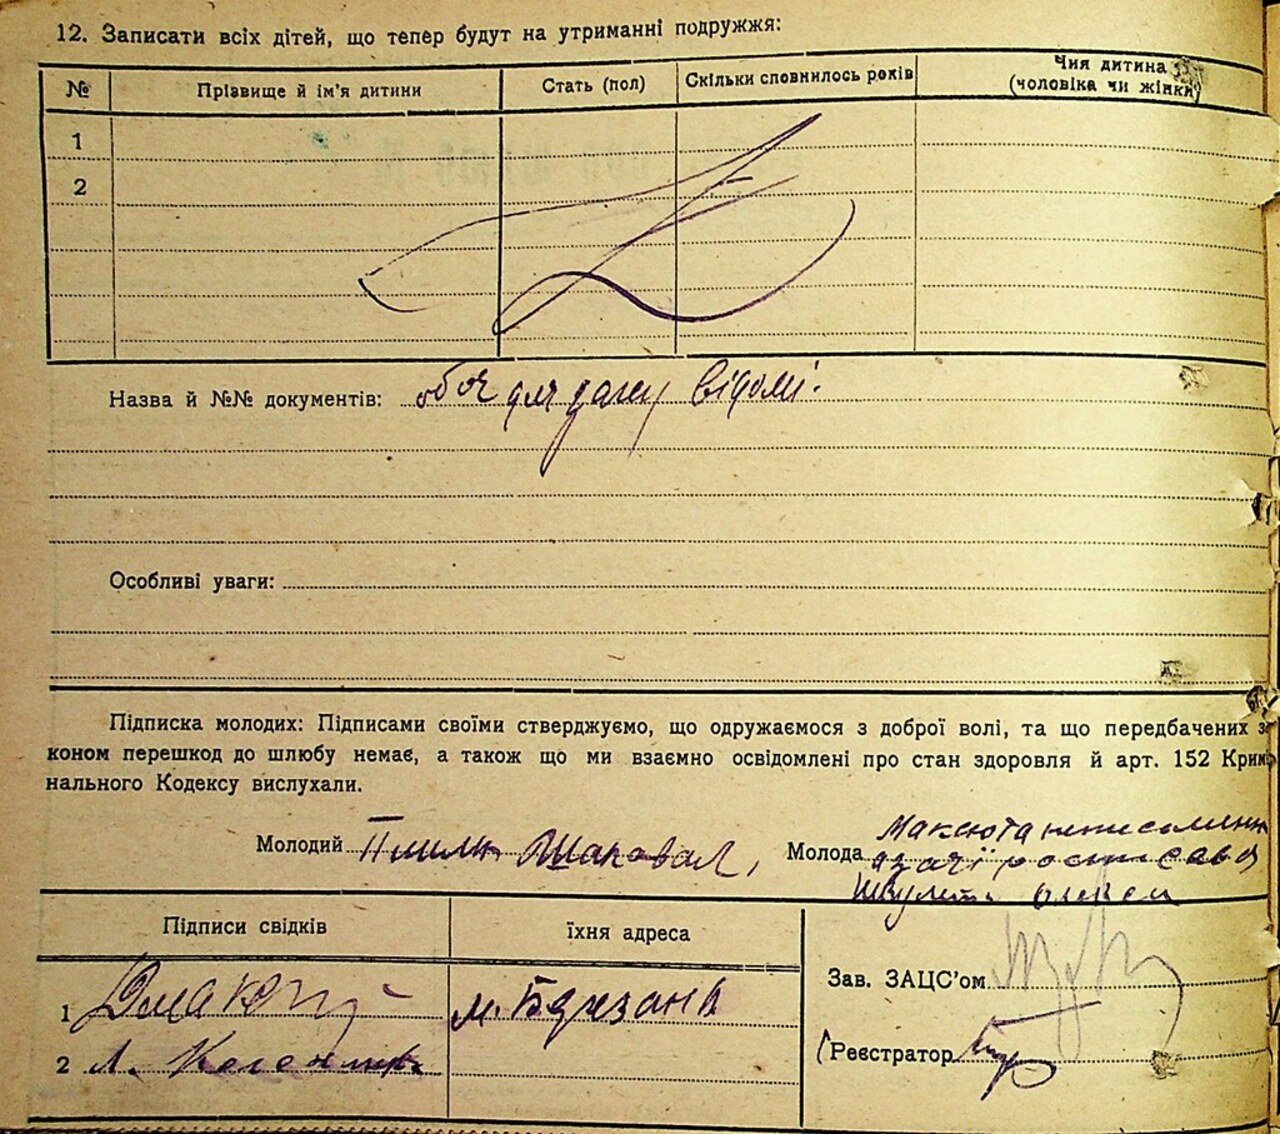 12. Записати всіх дітей, що тепер будут на утриманні подружжя:
№ Прізвище й ім'я дитини Стать (пол) Скільки сповнилось років Чия дитина (чоловіка чи жінки)
1
2
Назва й №№ документів: відомі.
Особливі уваги:
Підписка молодих: Підписами своїми стверджуємо, що одружаємося з доброї волі, та що передбачених з
коном перешкод до шлюбу немає, а також що ми взаємно освідомлені про стан здоровля й арт. 152 Крим
нального Кодексу вислухали.
Молодий Шаповал, Молода Максюта
Підписи свідків їхня адреса
Зав. ЗАЦС'ом
1 м. Березань
2 Л.
Реєстратор